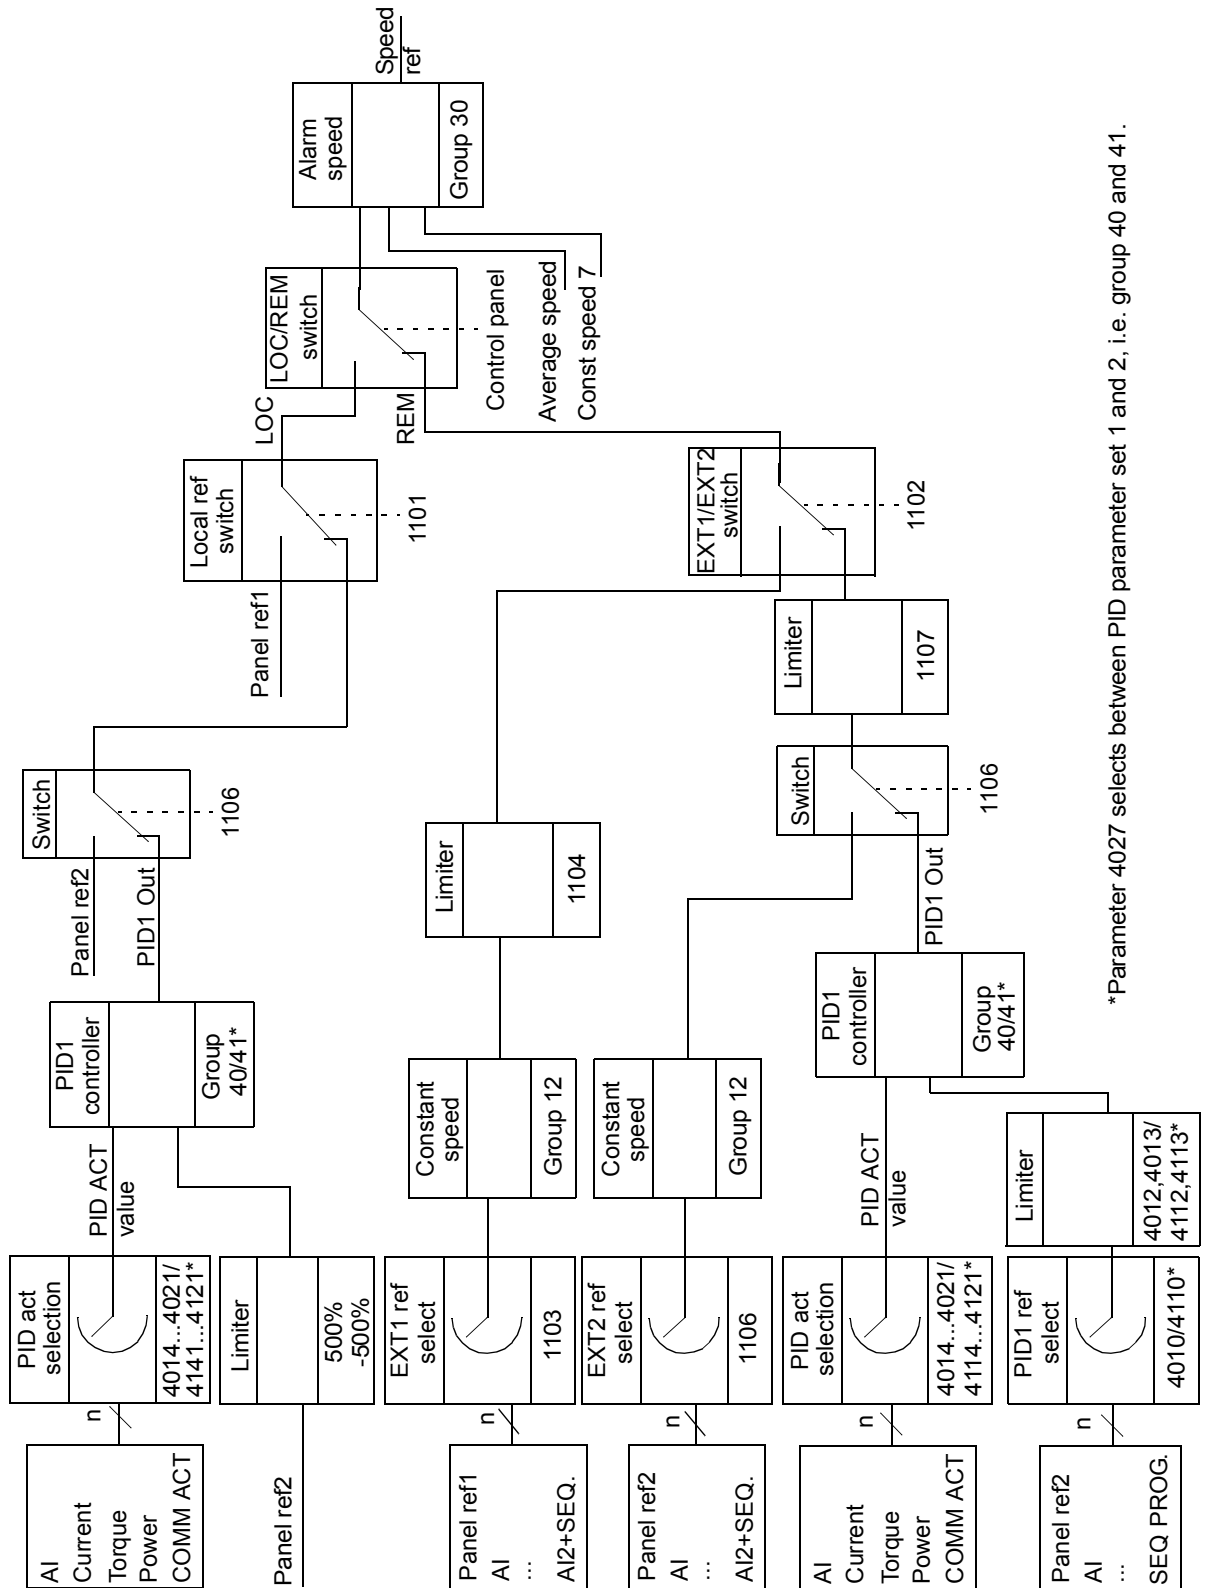 AI
Current
Torque
Power
COMM ACT
n
PID act
selection
4014...4021/
4141...4121*
PID ACT
value
PID1
controller
Group
40/41*
Panel ref2
PID1 Out
Switch
1106
Panel ref2
Limiter
500%
-500%
Panel ref1
Local ref
switch
1101
LOC
REM
LOC/REM
switch
Control panel
Average speed
Const speed 7
Alarm
speed
Group 30
Speed
ref
Panel ref1
AI
...
AI2+SEQ.
n
EXT1 ref
select
1103
Constant
speed
Group 12
Limiter
1104
EXT1/EXT2
switch
1102
Panel ref2
AI
...
AI2+SEQ.
n
EXT2 ref
select
1106
Constant
speed
Group 12
Switch
1106
Limiter
1107
AI
Current
Torque
Power
COMM ACT
n
PID act
selection
4014...4021/
4114...4121*
PID ACT
value
PID1
controller
Group
40/41*
PID1 Out
Panel ref2
AI
...
SEQ PROG.
n
PID1 ref
select
4010/4110*
Limiter
4012,4013/
4112,4113*
*Parameter 4027 selects between PID parameter set 1 and 2, i.e. group 40 and 41.